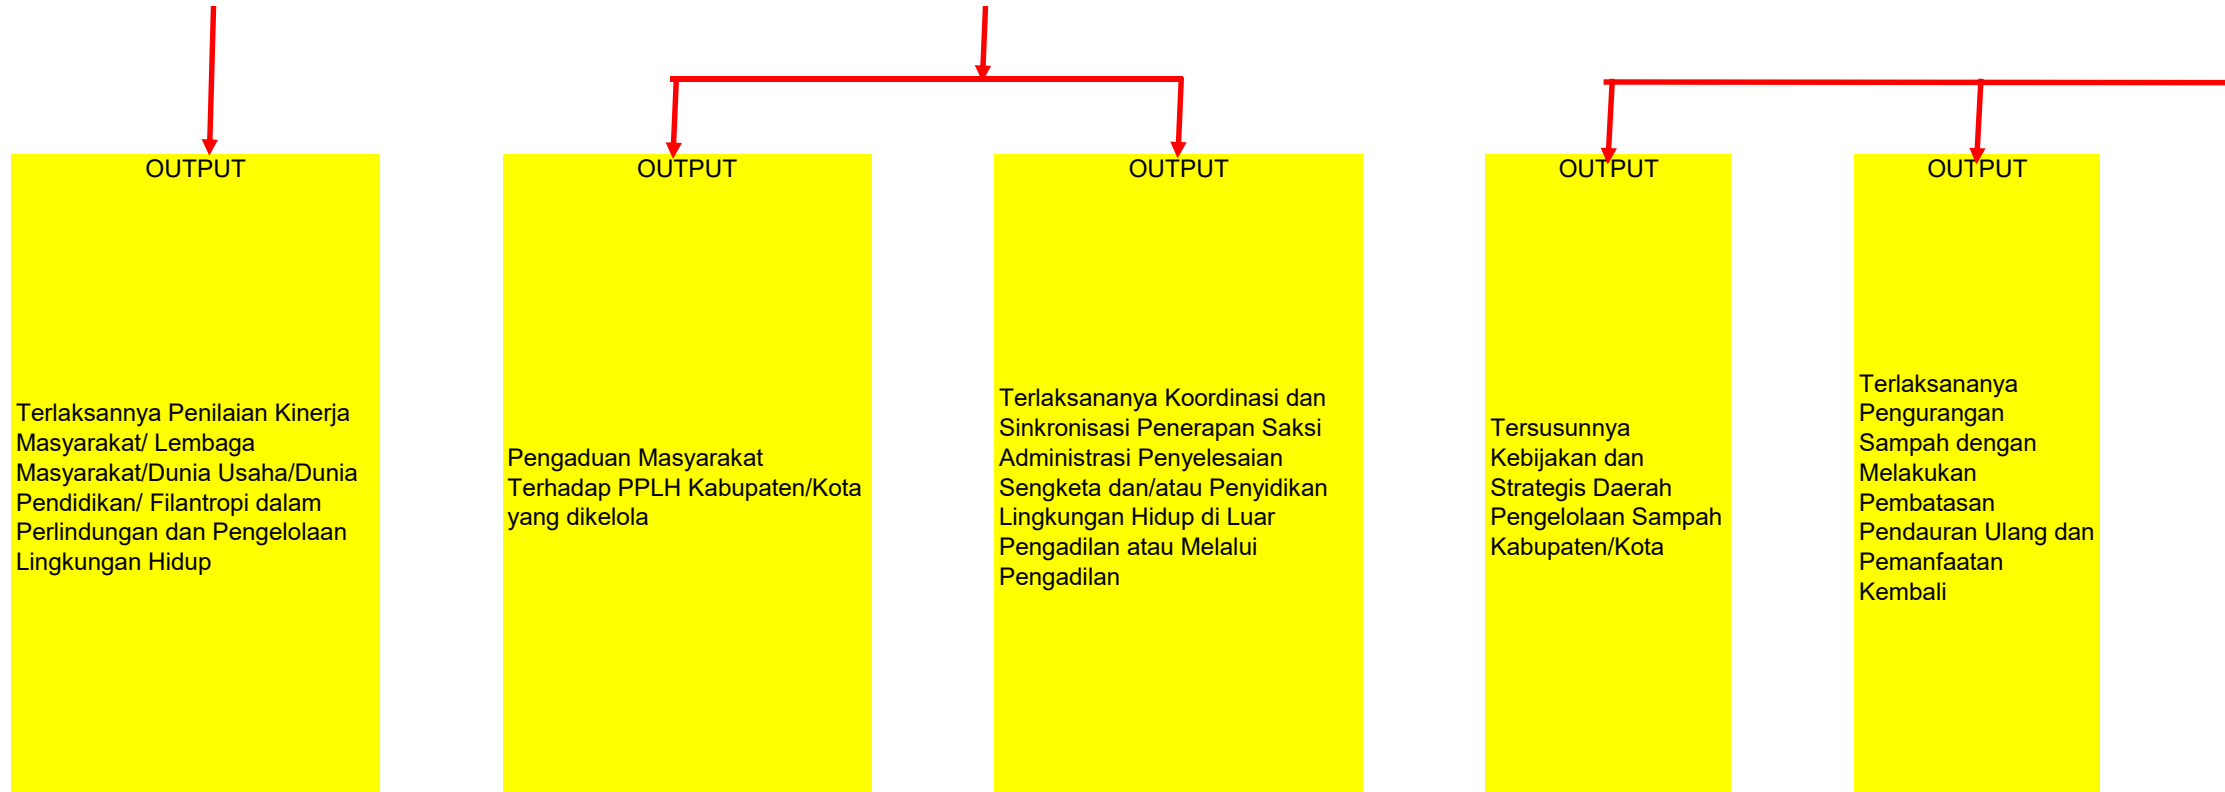 OUTPUT
Terlaksannya Penilaian Kinerja
Masyarakat/ Lembaga
Masyarakat/Dunia Usaha/Dunia
Pendidikan/ Filantropi dalam
Perlindungan dan Pengelolaan
Lingkungan Hidup
OUTPUT
Pengaduan Masyarakat
Terhadap PPLH Kabupaten/Kota
yang dikelola
OUTPUT
Terlaksananya Koordinasi dan
Sinkronisasi Penerapan Saksi
Administrasi Penyelesaian
Sengketa dan/atau Penyidikan
Lingkungan Hidup di Luar
Pengadilan atau Melalui
Pengadilan
OUTPUT
Tersusunnya
Kebijakan dan
Strategis Daerah
Pengelolaan Sampah
Kabupaten/Kota
OUTPUT
Terlaksananya
Pengurangan
Sampah dengan
Melakukan
Pembatasan
Pendauran Ulang dan
Pemanfaatan
Kembali